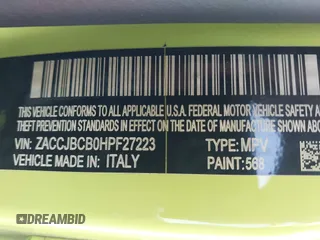 THIS VEHICLE CONFORMS TO ALL APPLICABLE U.S.A. FEDERAL MOTOR VEHICLE SAFETY A
THEFT PREVENTION STANDARDS IN EFFECT ON THE DATE OF MANUFACTURE SHOWN ABO
VIN: ZACCJBCB0HPF27223 TYPE: MPV
VEHICLE MADE IN: ITALY PAINT: 568
DREAMBID